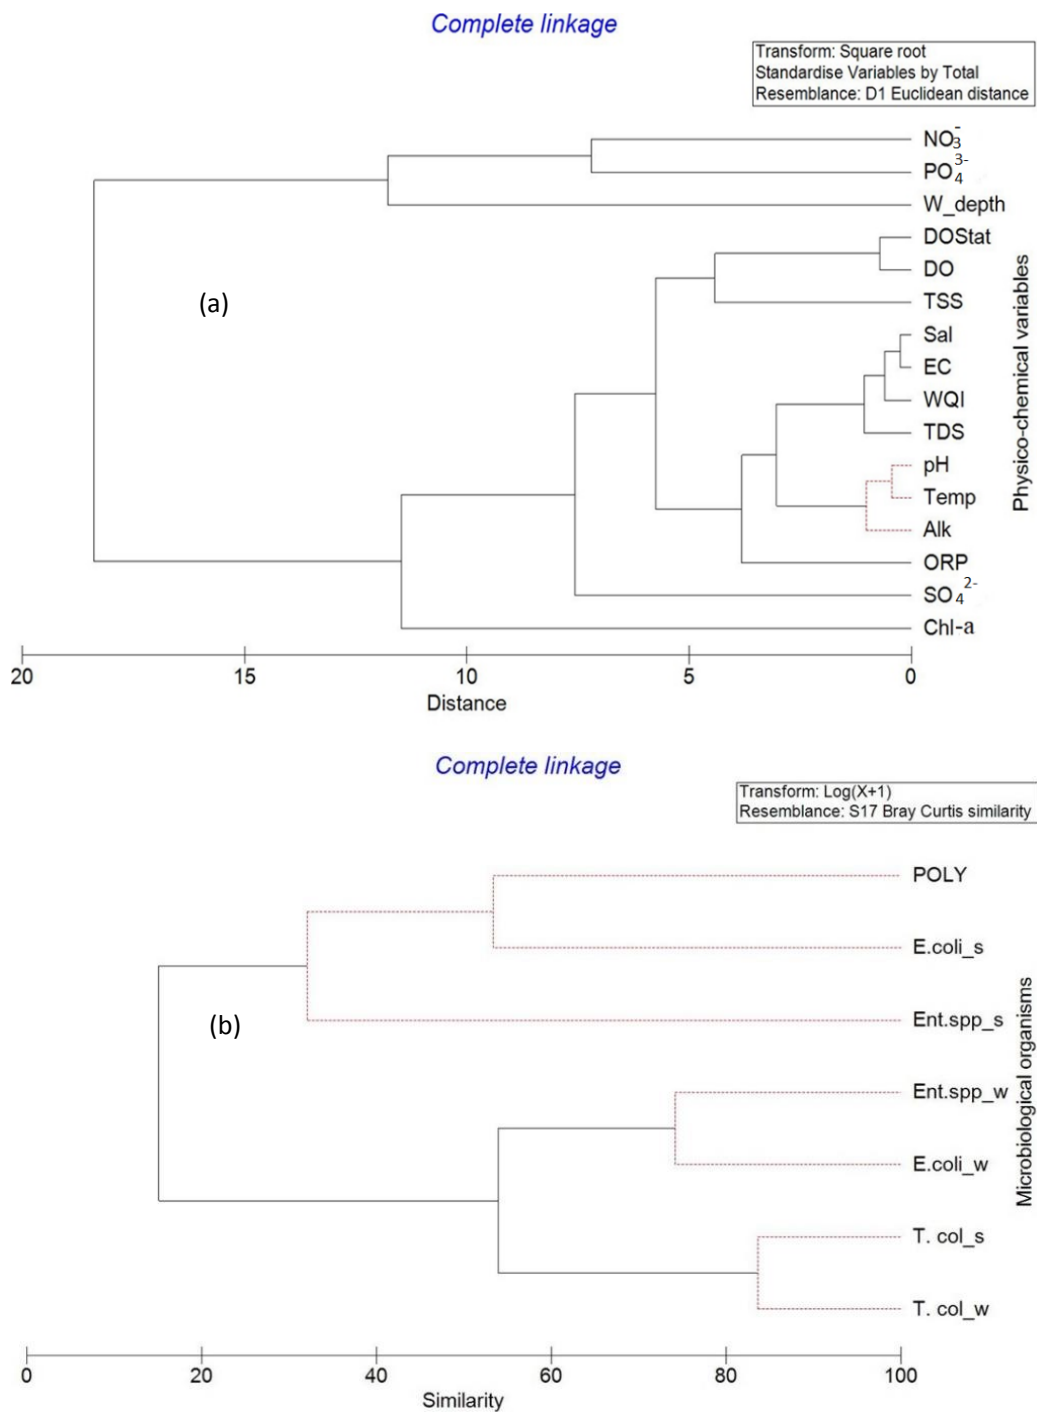 Complete linkage
Transform: Square root
Standardise Variables by Total
Resemblance: D1 Euclidean distance
NO₃⁻
PO₄³⁻
W_depth
DOStat
DO
TSS
(a)
Sal
EC
WQI
TDS
pH
Temp
Alk
ORP
SO₄²⁻
Chl-a
Physico-chemical variables
20 15 10 5 0
Distance
Complete linkage
Transform: Log(X+1)
Resemblance: S17 Bray Curtis similarity
POLY
E.coli_s
Ent.spp_s
(b)
Ent.spp_w
E.coli_w
T. col_s
T. col_w
Microbiological organisms
0 20 40 60 80 100
Similarity